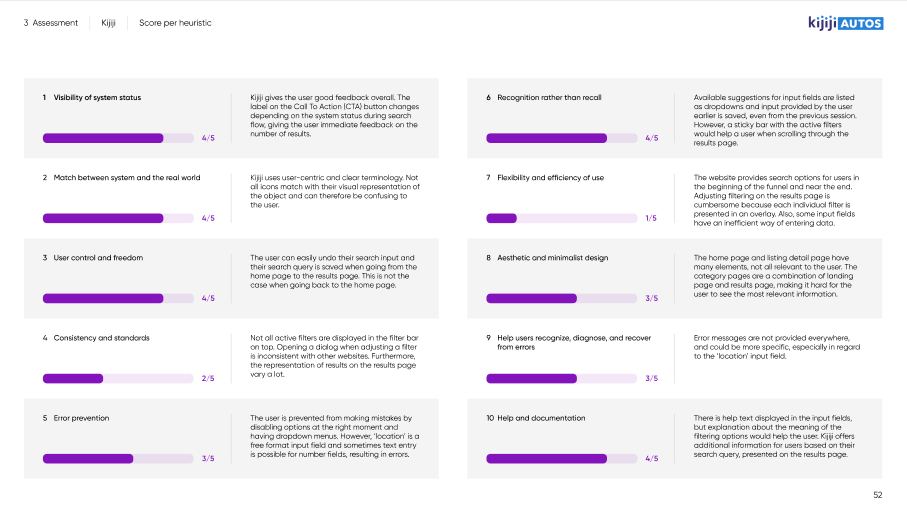 3 Assessment
Kijiji
Score per heuristic
kijiji AUTOS
1 Visibility of system status
4/5
Kijiji gives the user good feedback overall. The
label on the Call To Action (CTA) button changes
depending on the system status during search
flow, giving the user immediate feedback on the
number of results.
2 Match between system and the real world
4/5
Kijiji uses user-centric and clear terminology. Not
all icons match with their visual representation of
the object and can therefore be confusing to
the user.
3 User control and freedom
4/5
The user can easily undo their search input and
their search query is saved when going from the
home page to the results page. This is not the
case when going back to the home page.
4 Consistency and standards
2/5
Not all active filters are displayed in the filter bar
on top. Opening a dialog when adjusting a filter
is inconsistent with other websites. Furthermore,
the representation of results on the results page
vary a lot.
5 Error prevention
3/5
The user is prevented from making mistakes by
disabling options at the right moment and
having dropdown menus. However, 'location' is a
free format input field and sometimes text entry
is possible for number fields, resulting in errors.
6 Recognition rather than recall
4/5
Available suggestions for input fields are listed
as dropdowns and input provided by the user
earlier is saved, even from the previous session.
However, a sticky bar with the active filters
would help a user when scrolling through the
results page.
7 Flexibility and efficiency of use
1/5
The website provides search options for users in
the beginning of the funnel and near the end.
Adjusting filtering on the results page is
cumbersome because each individual filter is
presented in an overlay. Also, some input fields
have an inefficient way of entering data.
8 Aesthetic and minimalist design
3/5
The home page and listing detail page have
many elements, not all relevant to the user. The
category pages are a combination of landing
page and results page, making it hard for the
user to see the most relevant information.
9 Help users recognize, diagnose, and recover
from errors
3/5
Error messages are not provided everywhere,
and could be more specific, especially in regard
to the 'location' input field.
10 Help and documentation
4/5
There is help text displayed in the input fields,
but explanation about the meaning of the
filtering options would help the user. Kijiji offers
additional information for users based on their
search query, presented on the results page.
52